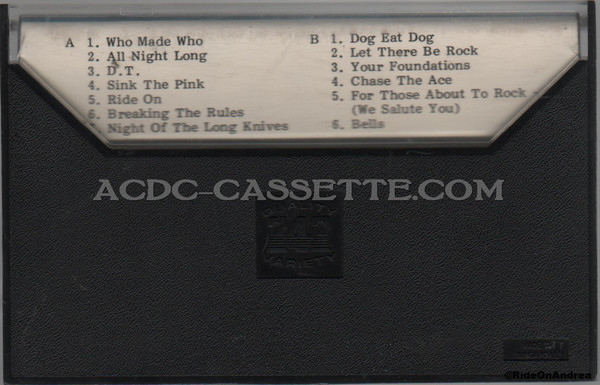 A 1. Who Made Who
2. All Night Long
3. D.T.
4. Sink The Pink
5. Ride On
6. Breaking The Rules
Night Of The Long Knives
B 1. Dog Eat Dog
2. Let There Be Rock
3. Your Foundations
4. Chase The Ace
5. For Those About To Rock -
(We Salute You)
6. Bells
ACDC-CASSETTE.COM
VARIETY
©RideOnAndrea